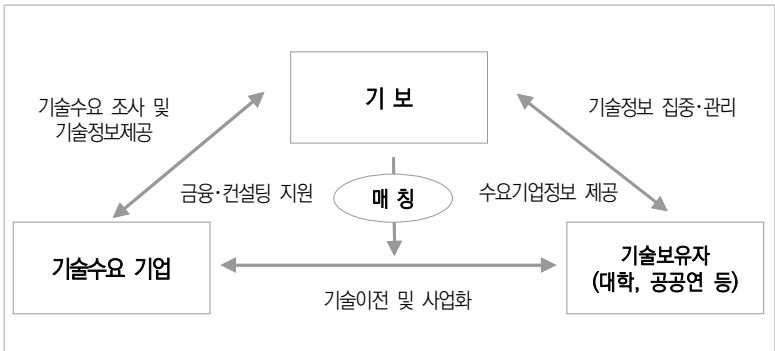 기 보
기술수요 조사 및
기술정보제공
기술정보 집중·관리
금융·컨설팅 지원
매 칭
수요기업정보 제공
기술수요 기업
기술보유자
(대학, 공공연 등)
기술이전 및 사업화